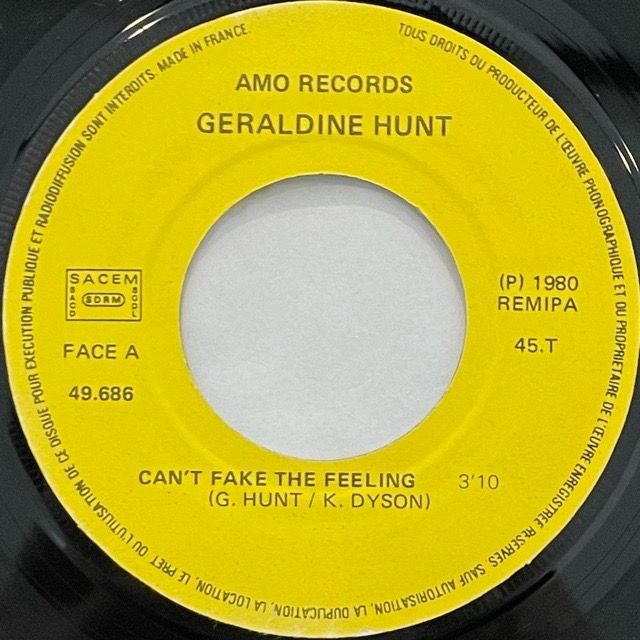 TOUS DROITS DU PRODUCTEUR DE L'ŒUVRE PHONOGRAPHIQUE ET DU PROPRIETAIRE DE L'ŒUVRE ENREGISTREE RESERVES. SAUF AUTORISATION, LA DUPLICATION, LA LOCATION, LE PRET OU L'UTILISATION DE CE DISQUE POUR EXECUTION PUBLIQUE ET RADIODIFFUSION SONT INTERDITS. MADE IN FRANCE.
AMO RECORDS
GERALDINE HUNT
SACEM
SACD
SDRM
SGDL
FACE A
49.686
(P) 1980
REMIPA
45.T
CAN'T FAKE THE FEELING 3'10
(G. HUNT / K. DYSON)